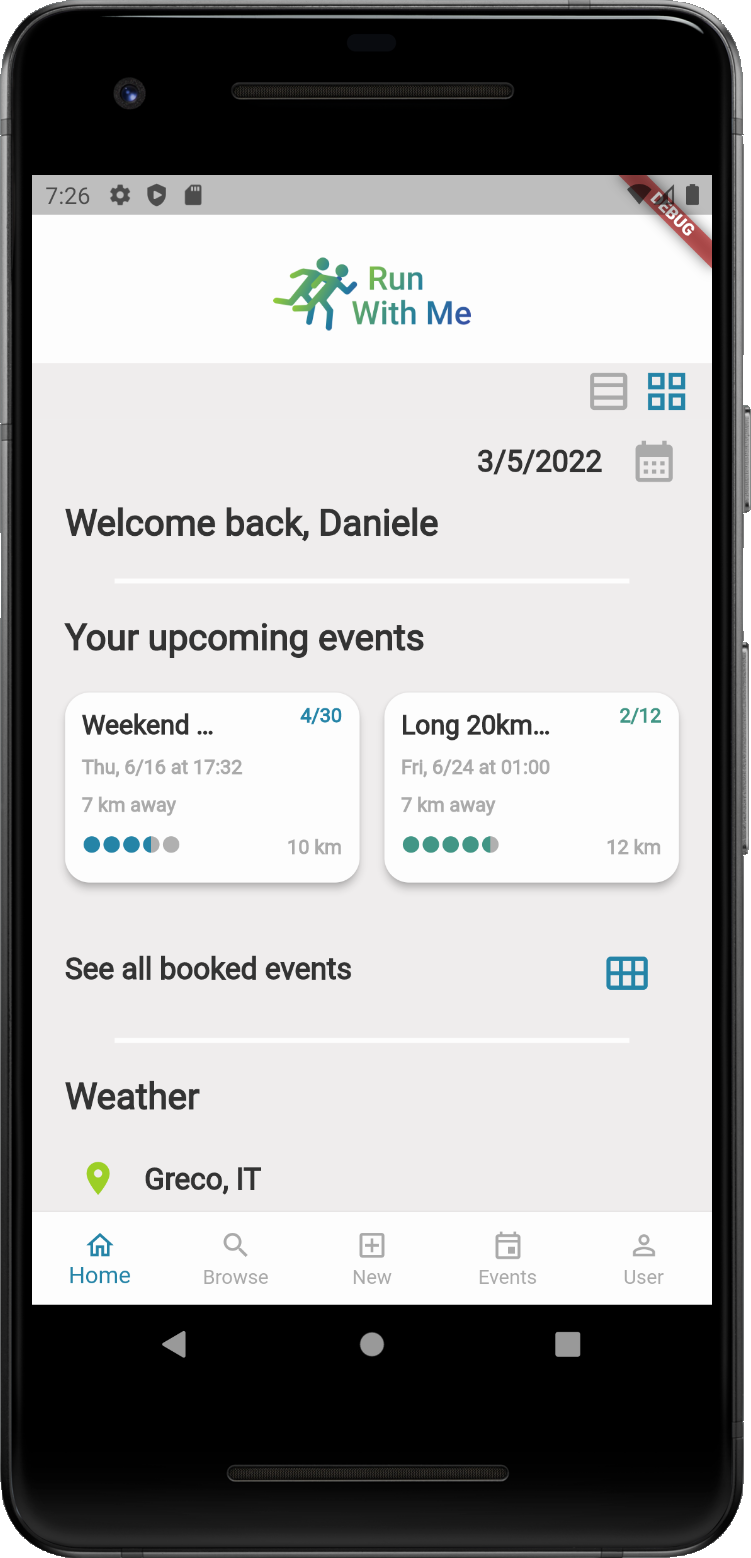 7:26
DEBUG
Run
With Me
3/5/2022
Welcome back, Daniele
Your upcoming events
Weekend ...
4/30
Thu, 6/16 at 17:32
7 km away
10 km
Long 20km...
2/12
Fri, 6/24 at 01:00
7 km away
12 km
See all booked events
Weather
Greco, IT
Home
Browse
New
Events
User